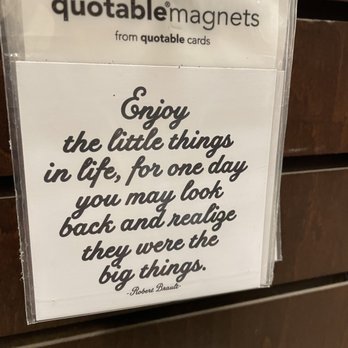 quotable®magnets
from quotable cards
Enjoy
the little things
in life, for one day
you may look
back and realize
they were the
big things.
-Robert Brault-